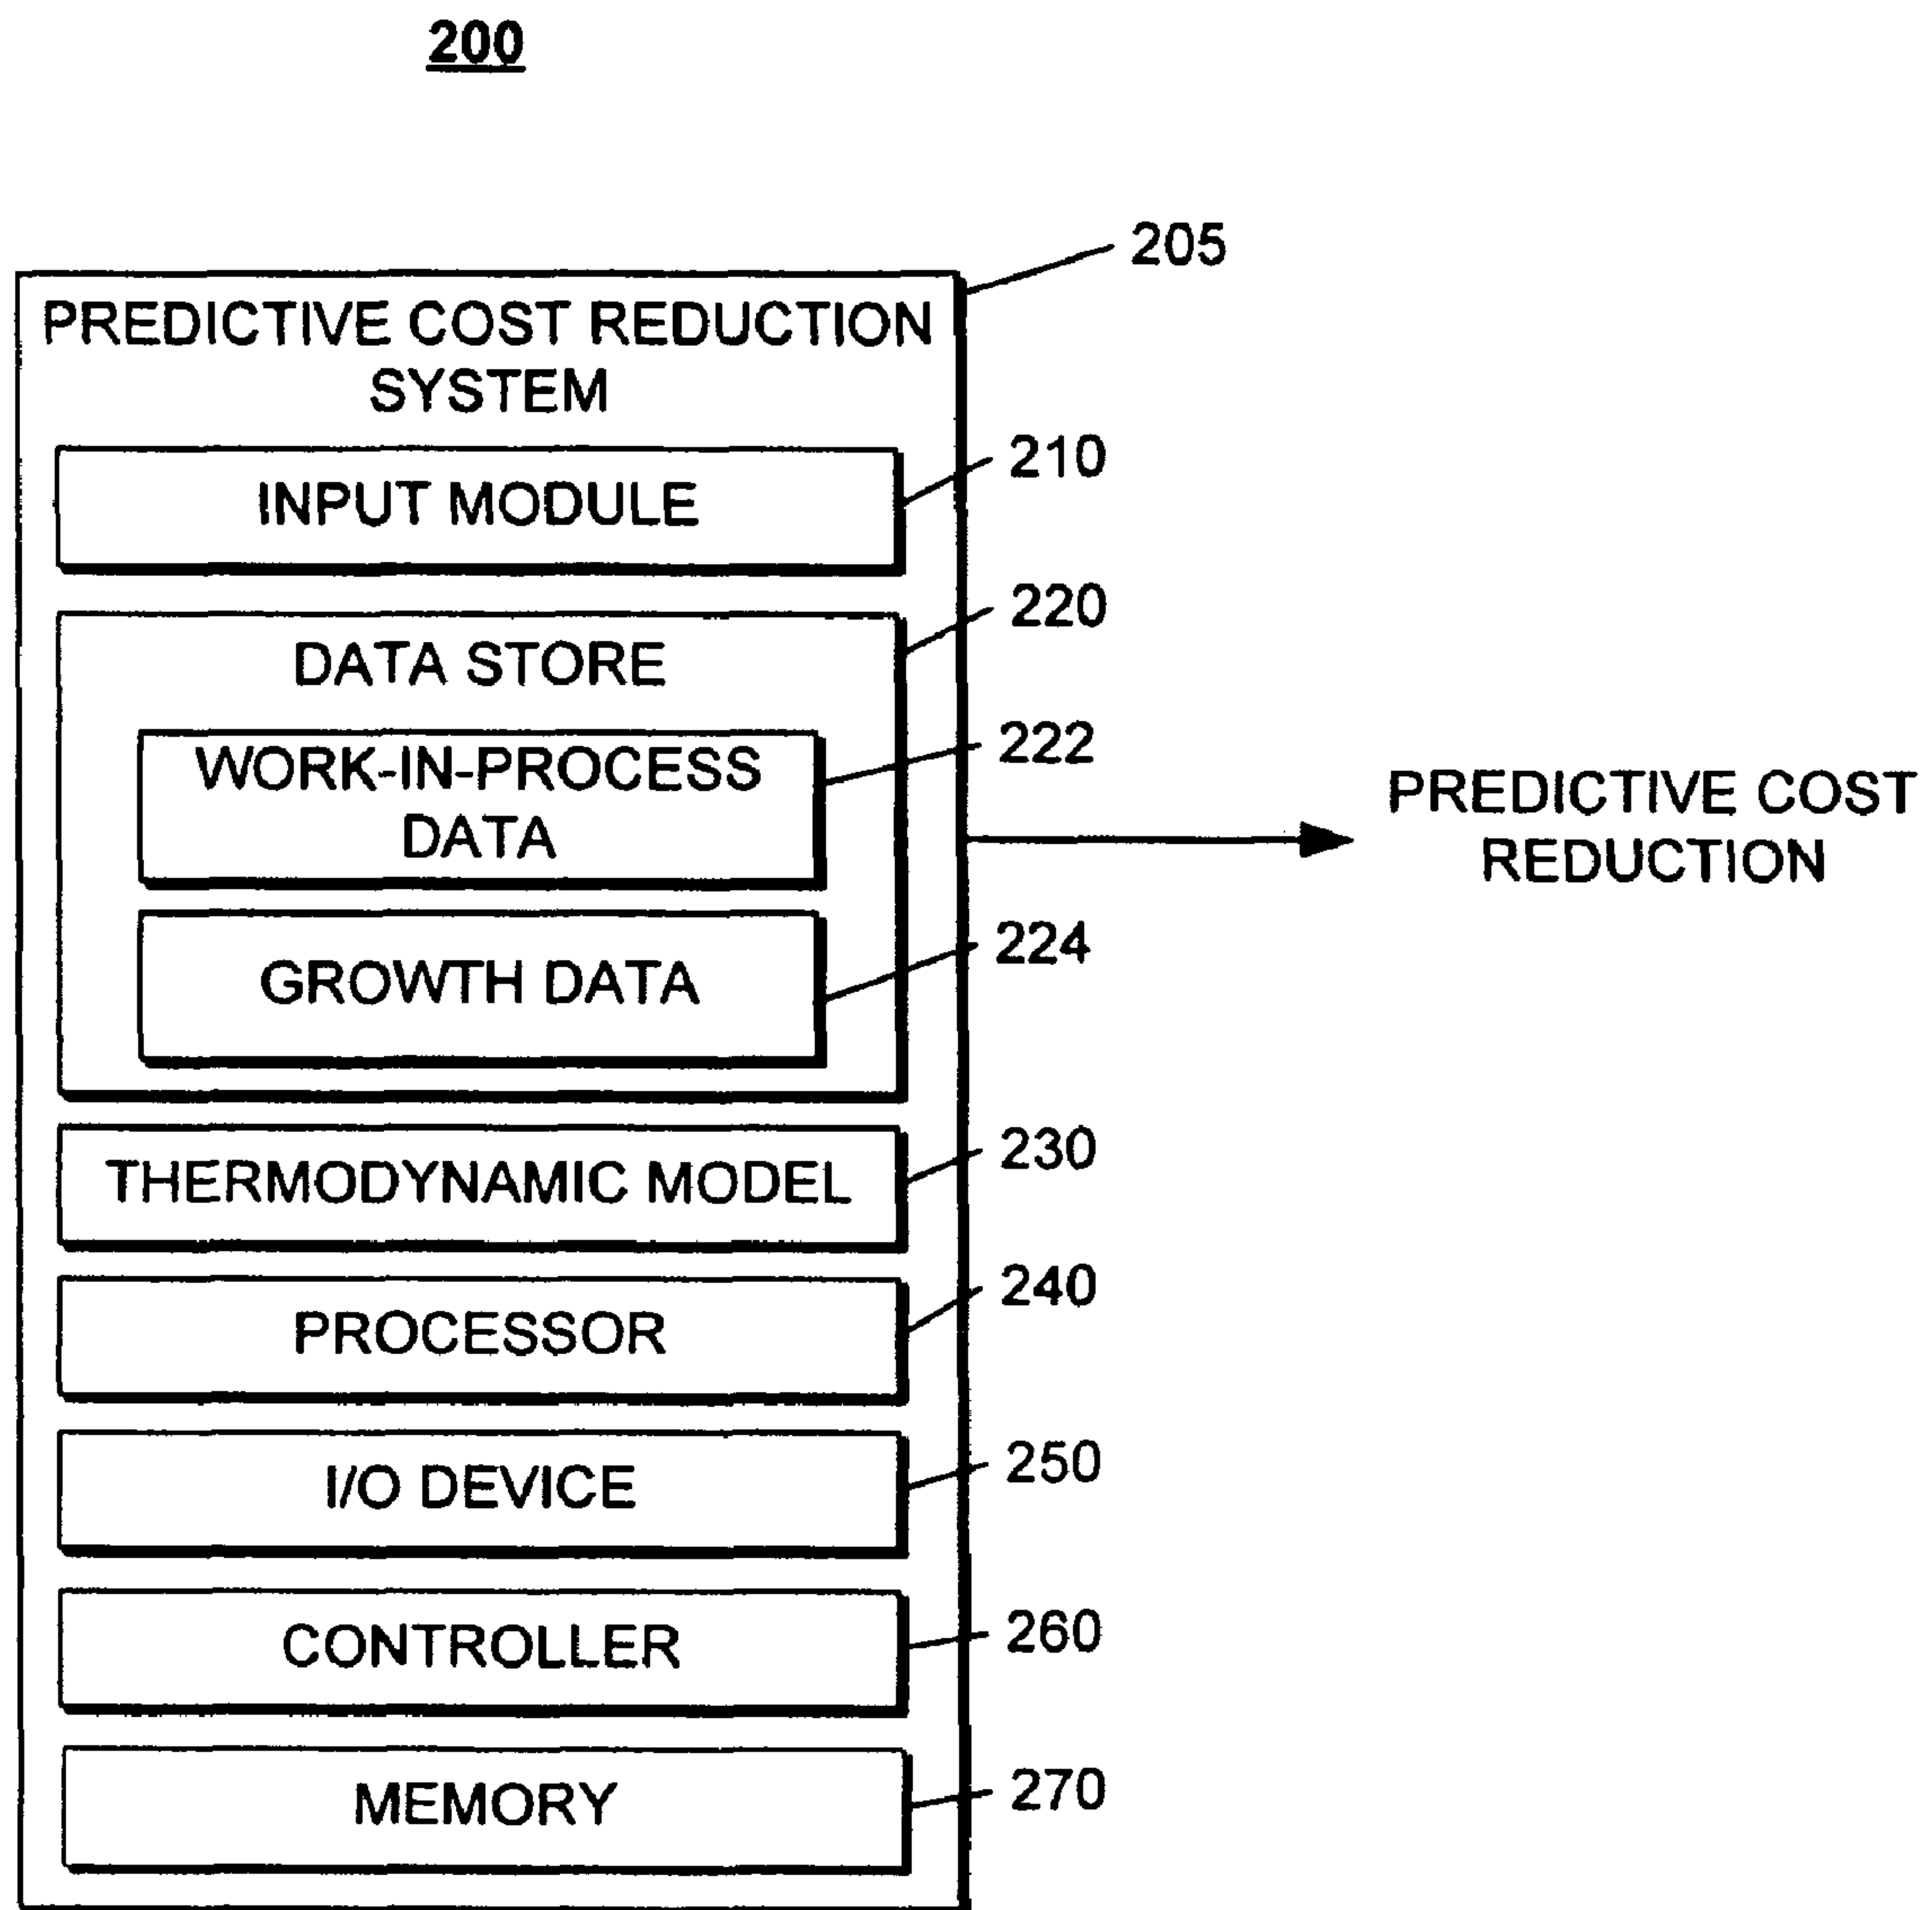 200
205
PREDICTIVE COST REDUCTION
SYSTEM
210
INPUT MODULE
220
DATA STORE
222
WORK-IN-PROCESS
DATA
PREDICTIVE COST
REDUCTION
224
GROWTH DATA
230
THERMODYNAMIC MODEL
240
PROCESSOR
250
I/O DEVICE
260
CONTROLLER
270
MEMORY